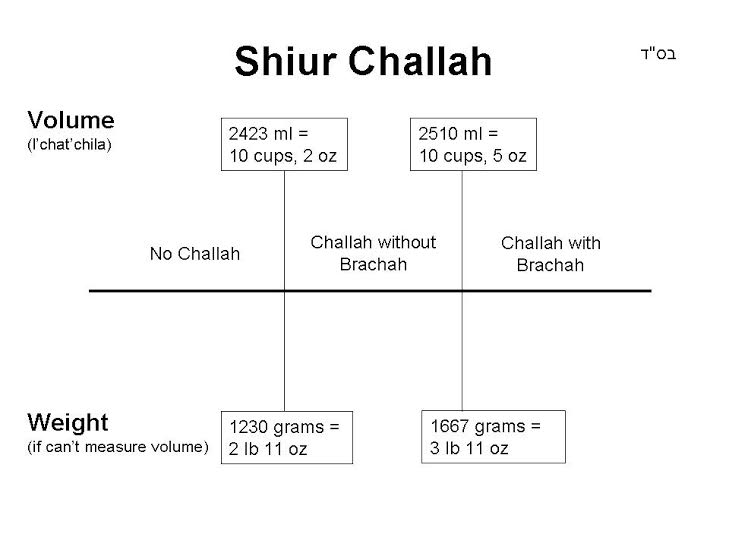 Shiur Challah
בס"ד
Volume
(l'chat'chila)
2423 ml =
10 cups, 2 oz
2510 ml =
10 cups, 5 oz
No Challah
Challah without
Brachah
Challah with
Brachah
Weight
(if can't measure volume)
1230 grams =
2 lb 11 oz
1667 grams =
3 lb 11 oz